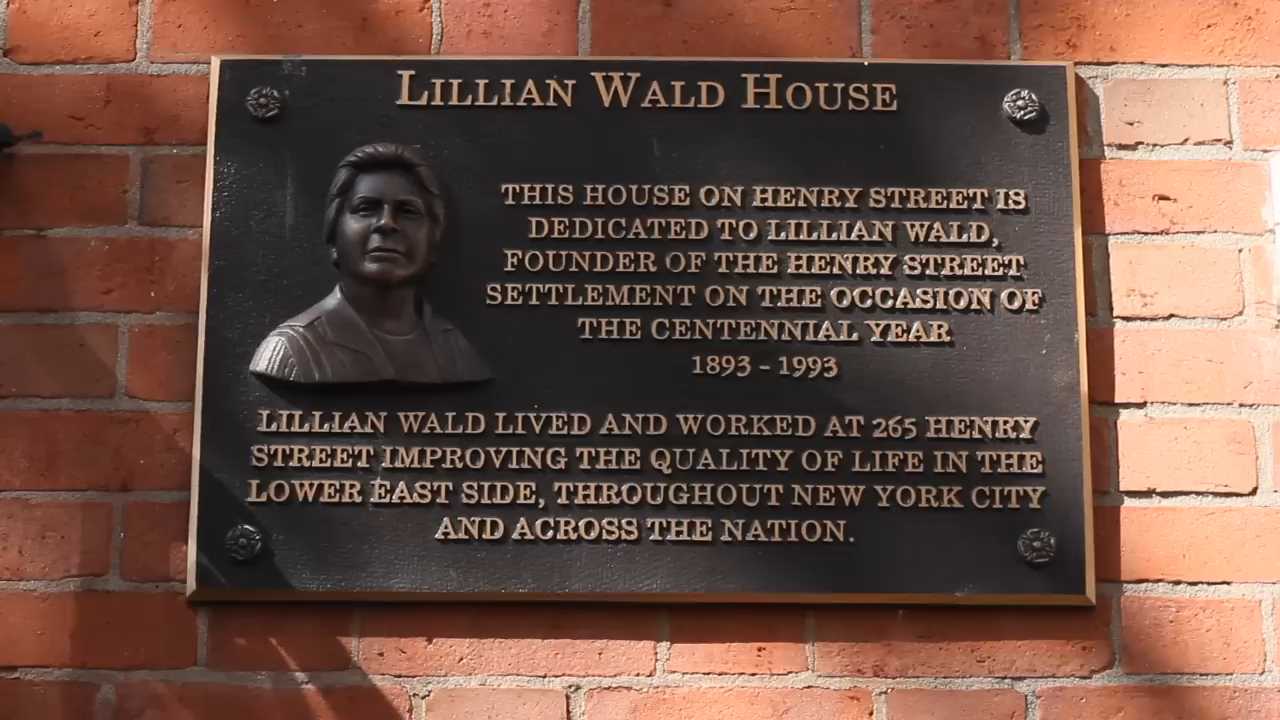 LILLIAN WALD HOUSE
THIS HOUSE ON HENRY STREET IS
DEDICATED TO LILLIAN WALD,
FOUNDER OF THE HENRY STREET
SETTLEMENT ON THE OCCASION OF
THE CENTENNIAL YEAR
1893 - 1993
LILLIAN WALD LIVED AND WORKED AT 265 HENRY
STREET IMPROVING THE QUALITY OF LIFE IN THE
LOWER EAST SIDE, THROUGHOUT NEW YORK CITY
AND ACROSS THE NATION.